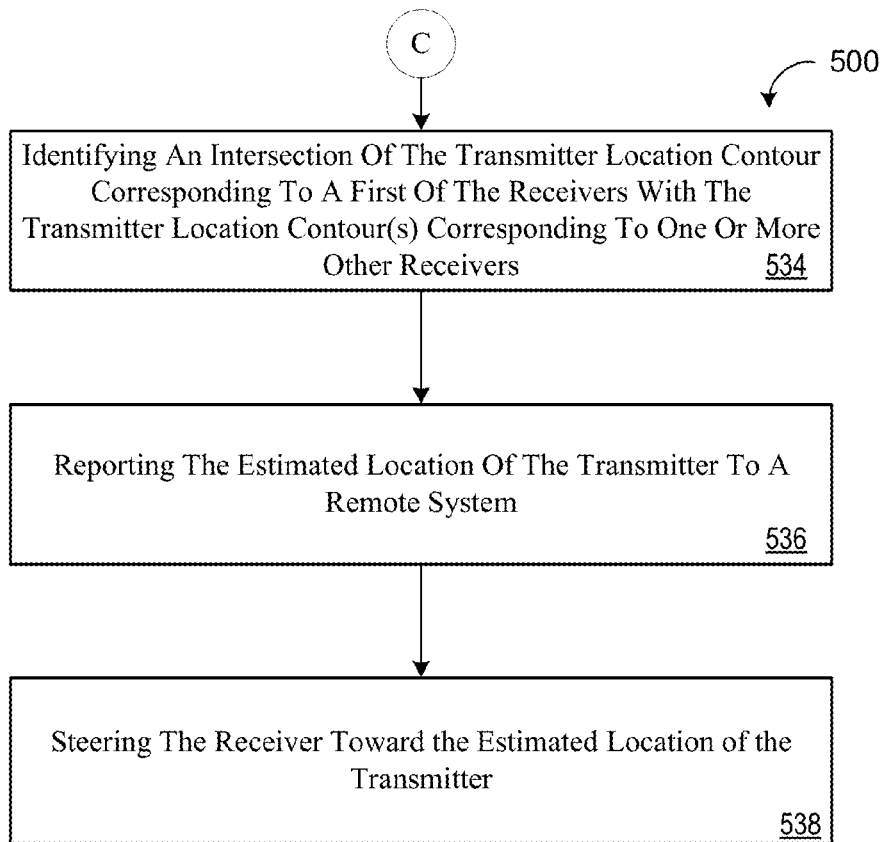 C
500
Identifying An Intersection Of The Transmitter Location Contour
Corresponding To A First Of The Receivers With The
Transmitter Location Contour(s) Corresponding To One Or More
Other Receivers
534
Reporting The Estimated Location Of The Transmitter To A
Remote System
536
Steering The Receiver Toward the Estimated Location of the
Transmitter
538